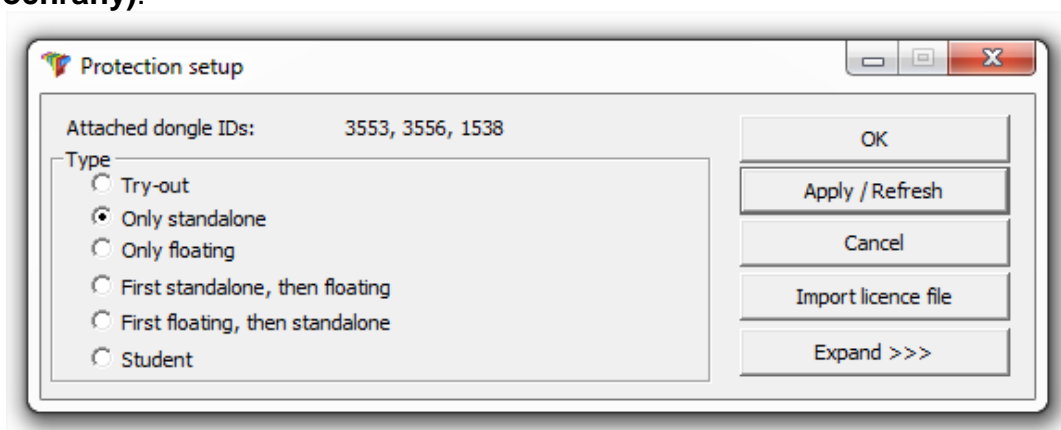 ochrany).
Protection setup
Attached dongle IDs: 3553, 3556, 1538
Type
Try-out
Only standalone
Only floating
First standalone, then floating
First floating, then standalone
Student
OK
Apply / Refresh
Cancel
Import licence file
Expand >>>